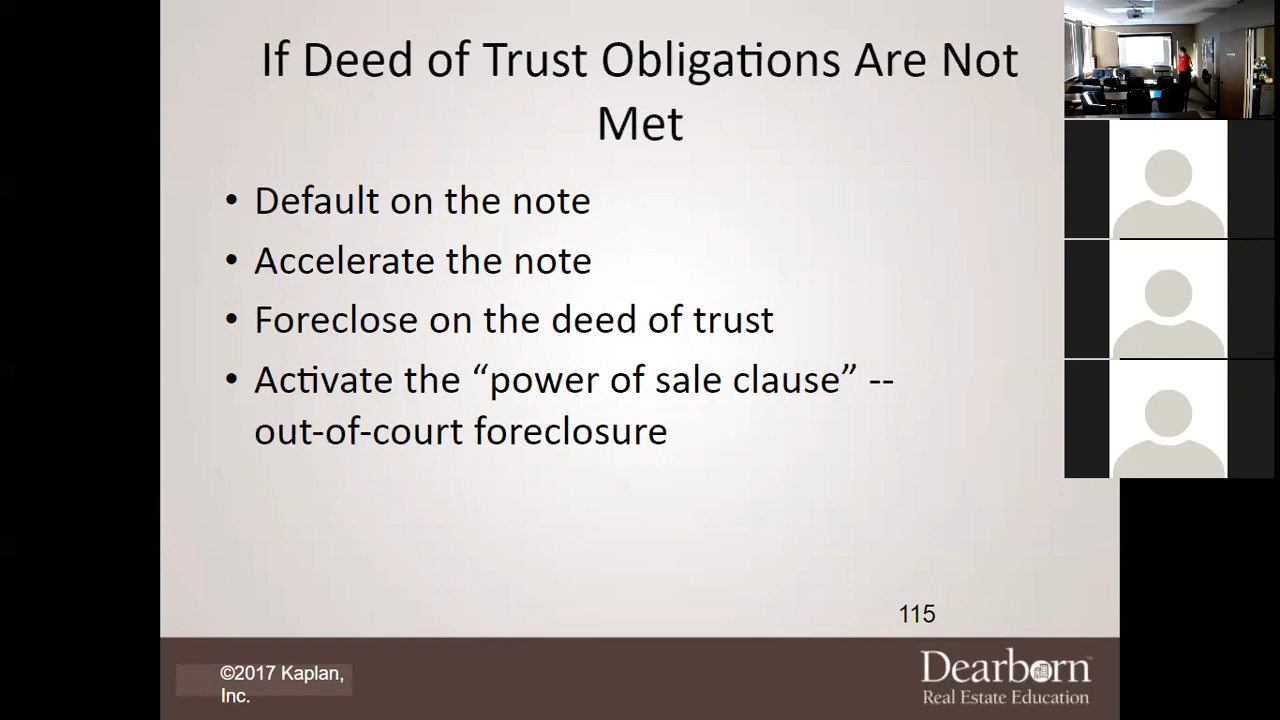 If Deed of Trust Obligations Are Not
Met
• Default on the note
• Accelerate the note
• Foreclose on the deed of trust
• Activate the “power of sale clause” --
out-of-court foreclosure
115
©2017 Kaplan,
Inc.
Dearborn™
Real Estate Education